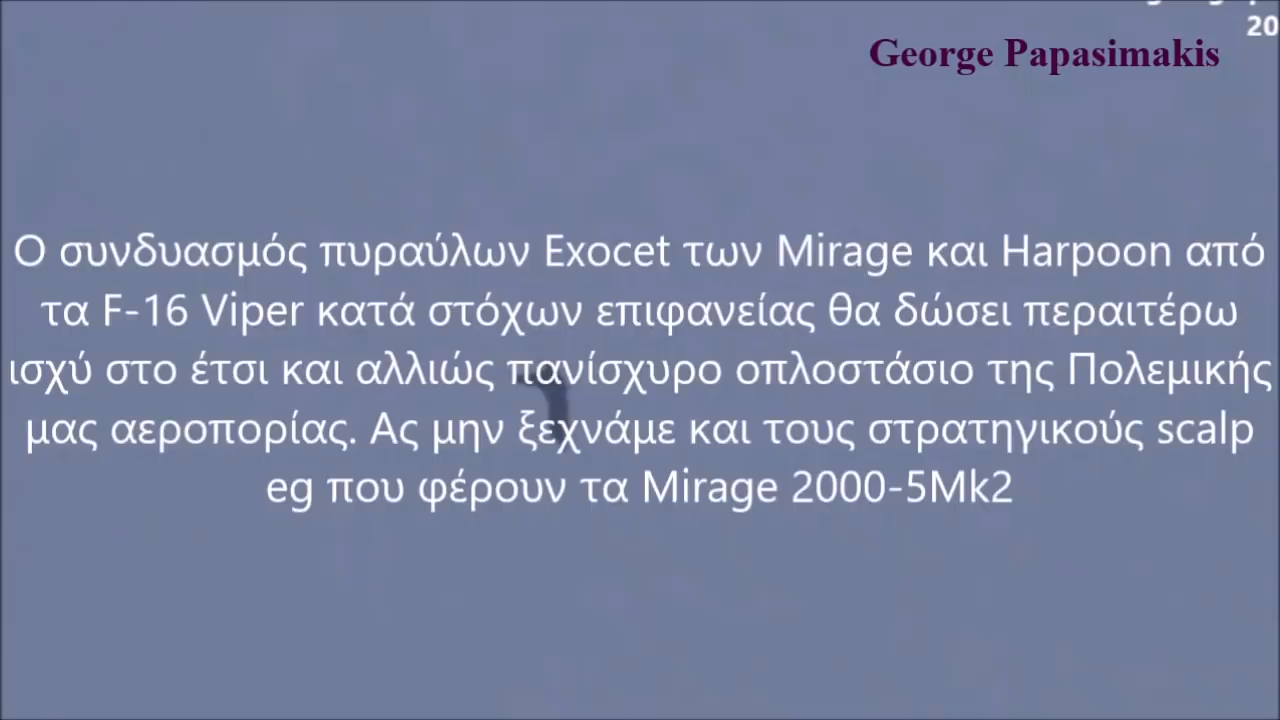 20
George Papasimakis
Ο συνδυασμός πυραύλων Exocet των Mirage και Harpoon από
τα F-16 Viper κατά στόχων επιφανείας θα δώσει περαιτέρω
ισχύ στο έτσι και αλλιώς πανίσχυρο οπλοστάσιο της Πολεμικής
μας αεροπορίας. Ας μην ξεχνάμε και τους στρατηγικούς scalp
eg που φέρουν τα Mirage 2000-5Mk2